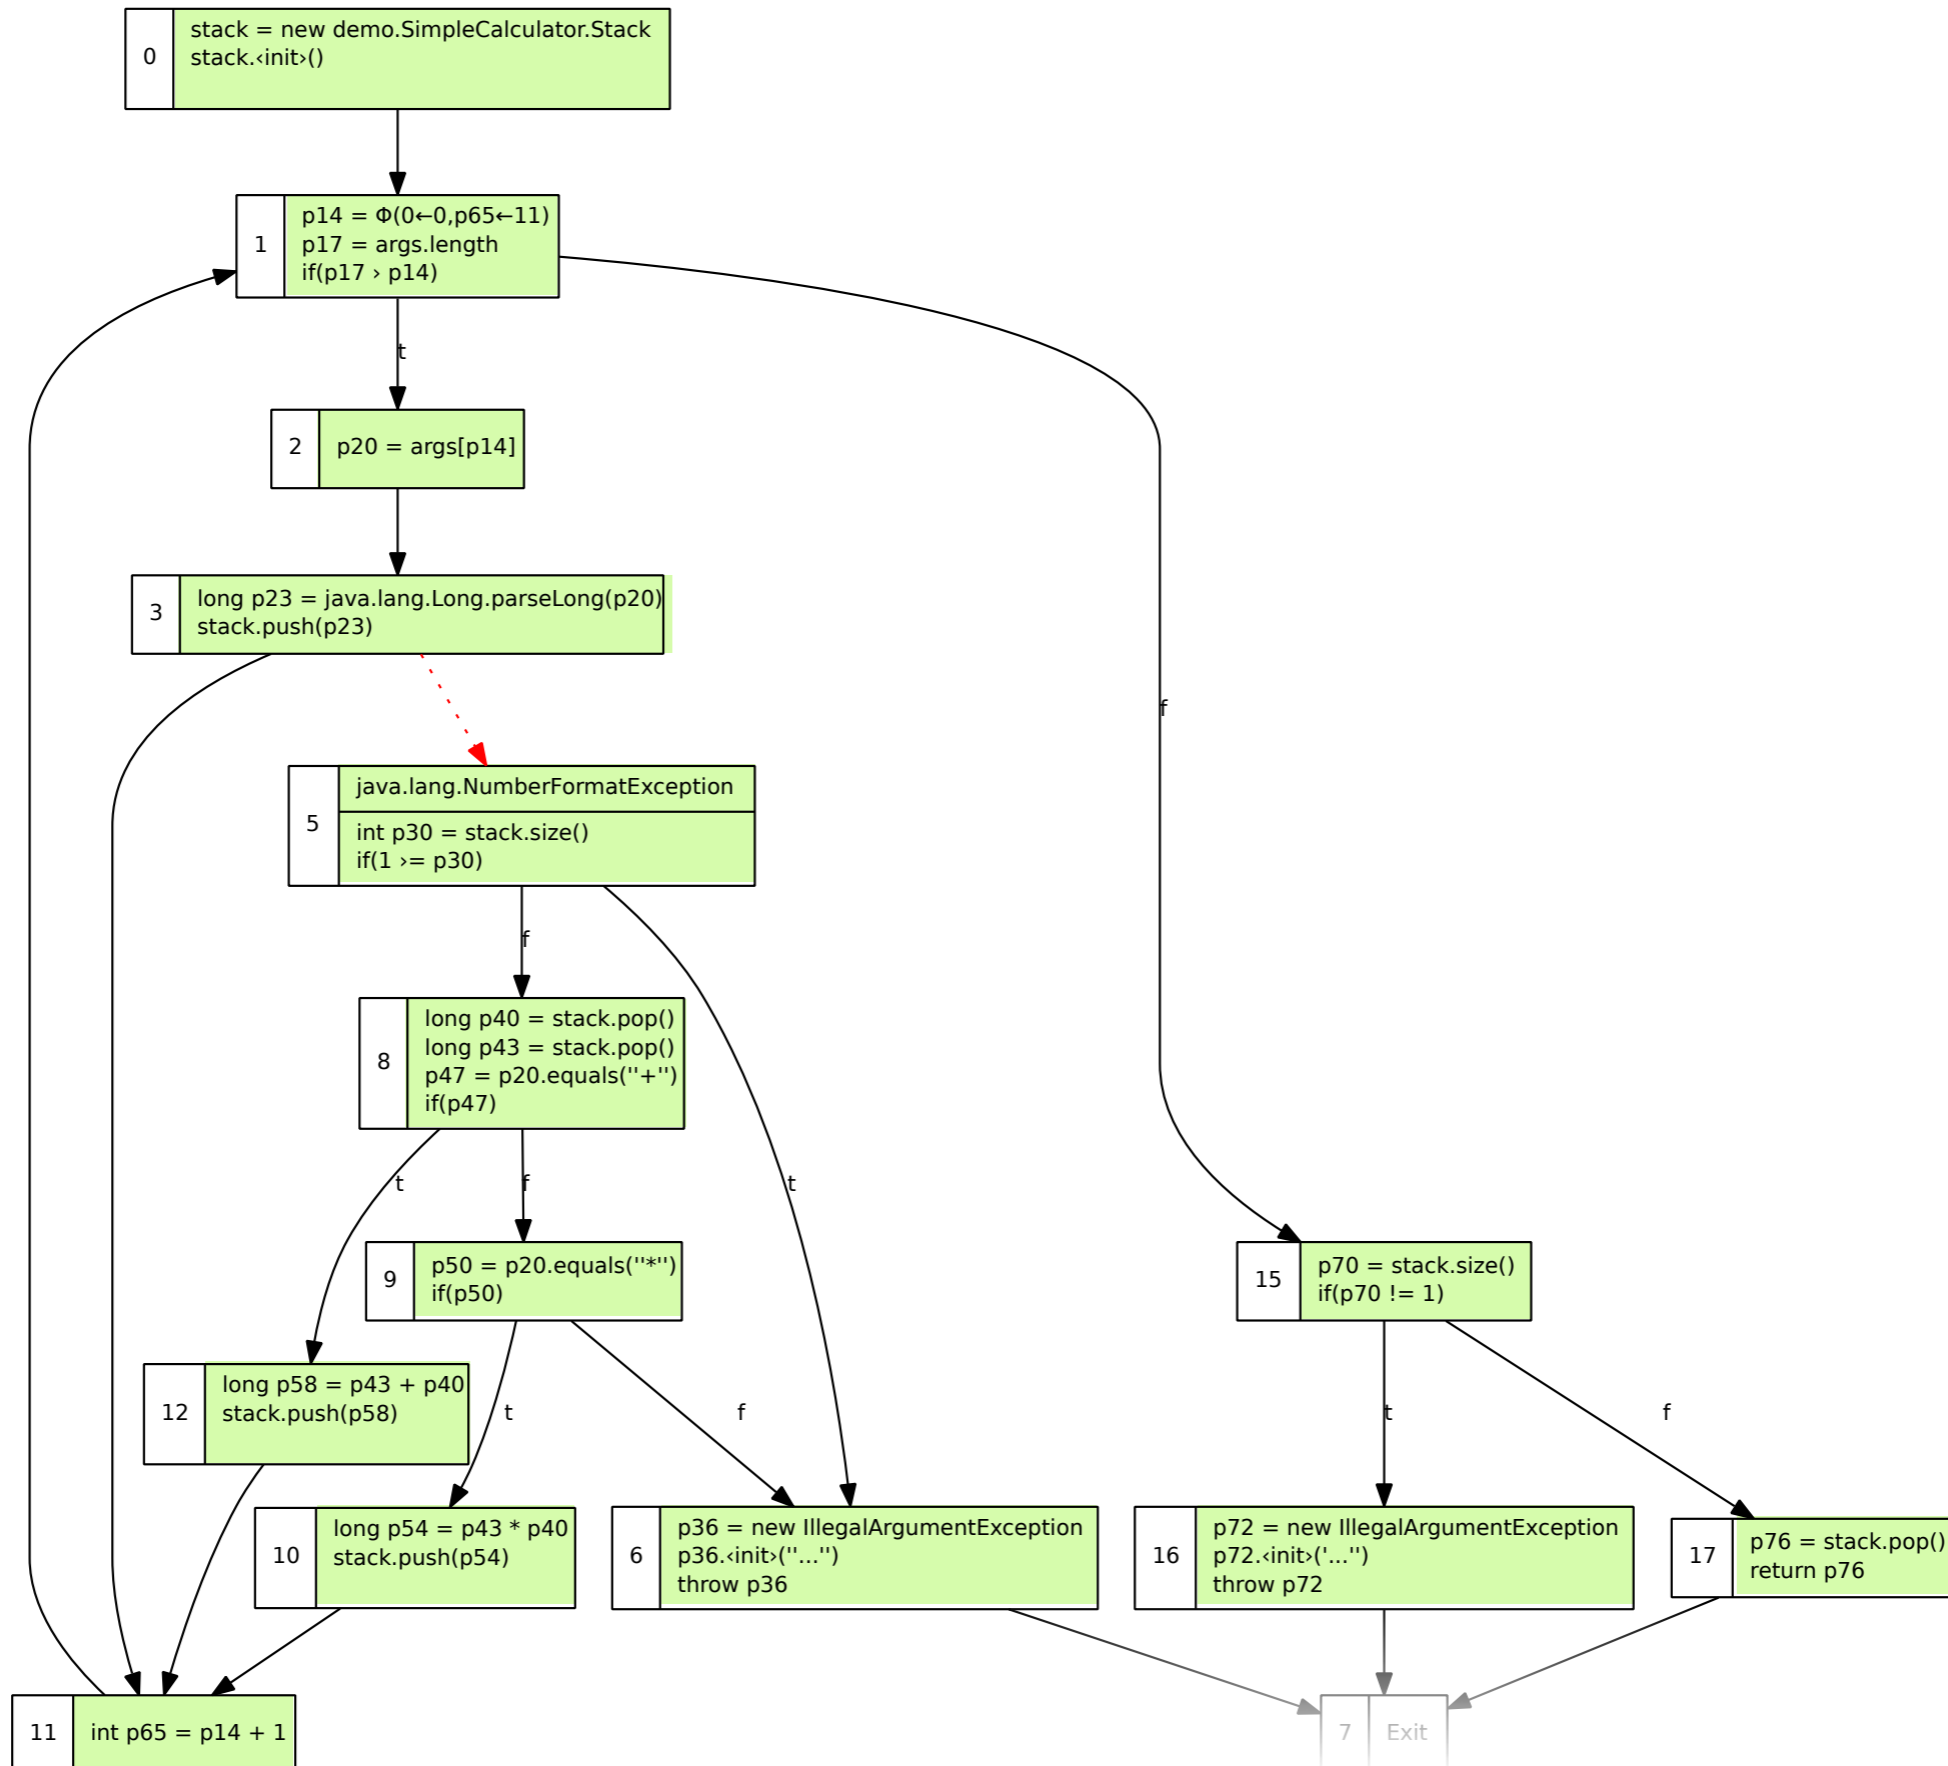 0
stack = new demo.SimpleCalculator.Stack
stack.‹init›()
1
p14 = Φ(0←0,p65←11)
p17 = args.length
if(p17 › p14)
t
2
p20 = args[p14]
3
long p23 = java.lang.Long.parseLong(p20)
stack.push(p23)
f
5
java.lang.NumberFormatException
int p30 = stack.size()
if(1 ›= p30)
f
8
long p40 = stack.pop()
long p43 = stack.pop()
p47 = p20.equals(''+'')
if(p47)
t
f
t
9
p50 = p20.equals(''*'')
if(p50)
15
p70 = stack.size()
if(p70 != 1)
12
long p58 = p43 + p40
stack.push(p58)
t
f
t
f
10
long p54 = p43 * p40
stack.push(p54)
6
p36 = new IllegalArgumentException
p36.‹init›(''...'')
throw p36
16
p72 = new IllegalArgumentException
p72.‹init›('...'')
throw p72
17
p76 = stack.pop()
return p76
11
int p65 = p14 + 1
7
Exit